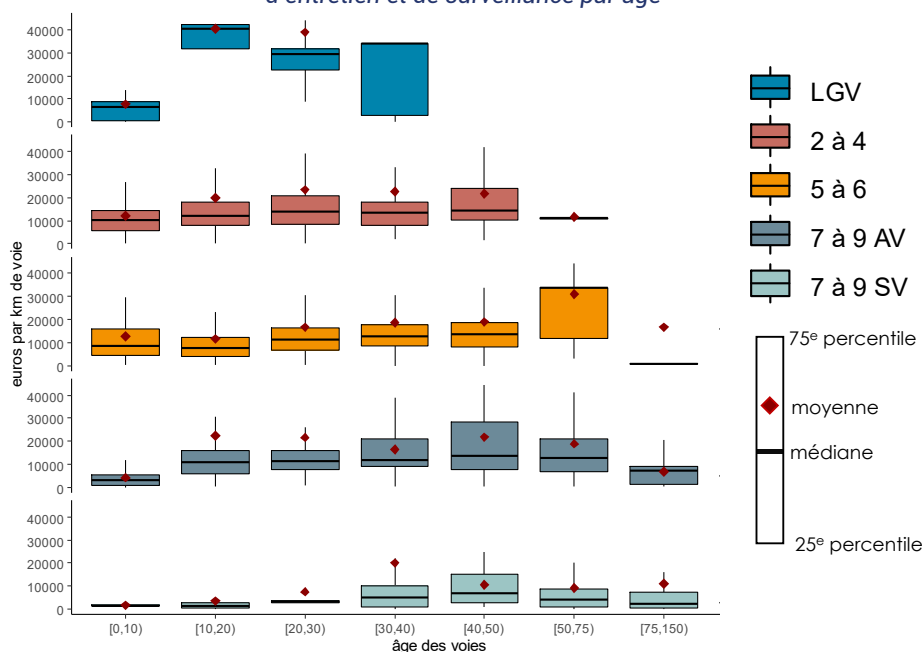 d'entretien et de surveillance par âge
40000
30000
20000
10000
0
40000
30000
20000
10000
0
40000
30000
20000
10000
0
40000
30000
20000
10000
0
40000
30000
20000
10000
0
euros par km de voie
[0,10)
[10,20)
[20,30)
[30,40)
[40,50)
[50,75)
[75,150)
âge des voies
LGV
2 à 4
5 à 6
7 à 9 AV
7 à 9 SV
75e percentile
moyenne
médiane
25e percentile